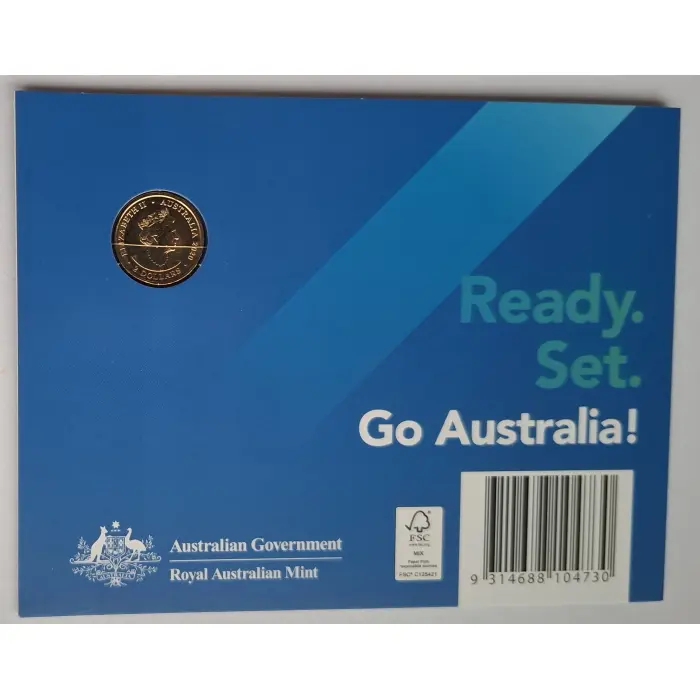 ELIZABETH II • AUSTRALIA 2020
2 DOLLARS
Ready.
Set.
Go Australia!
Australian Government
Royal Australian Mint
FSC
MIX
9 314688 104730